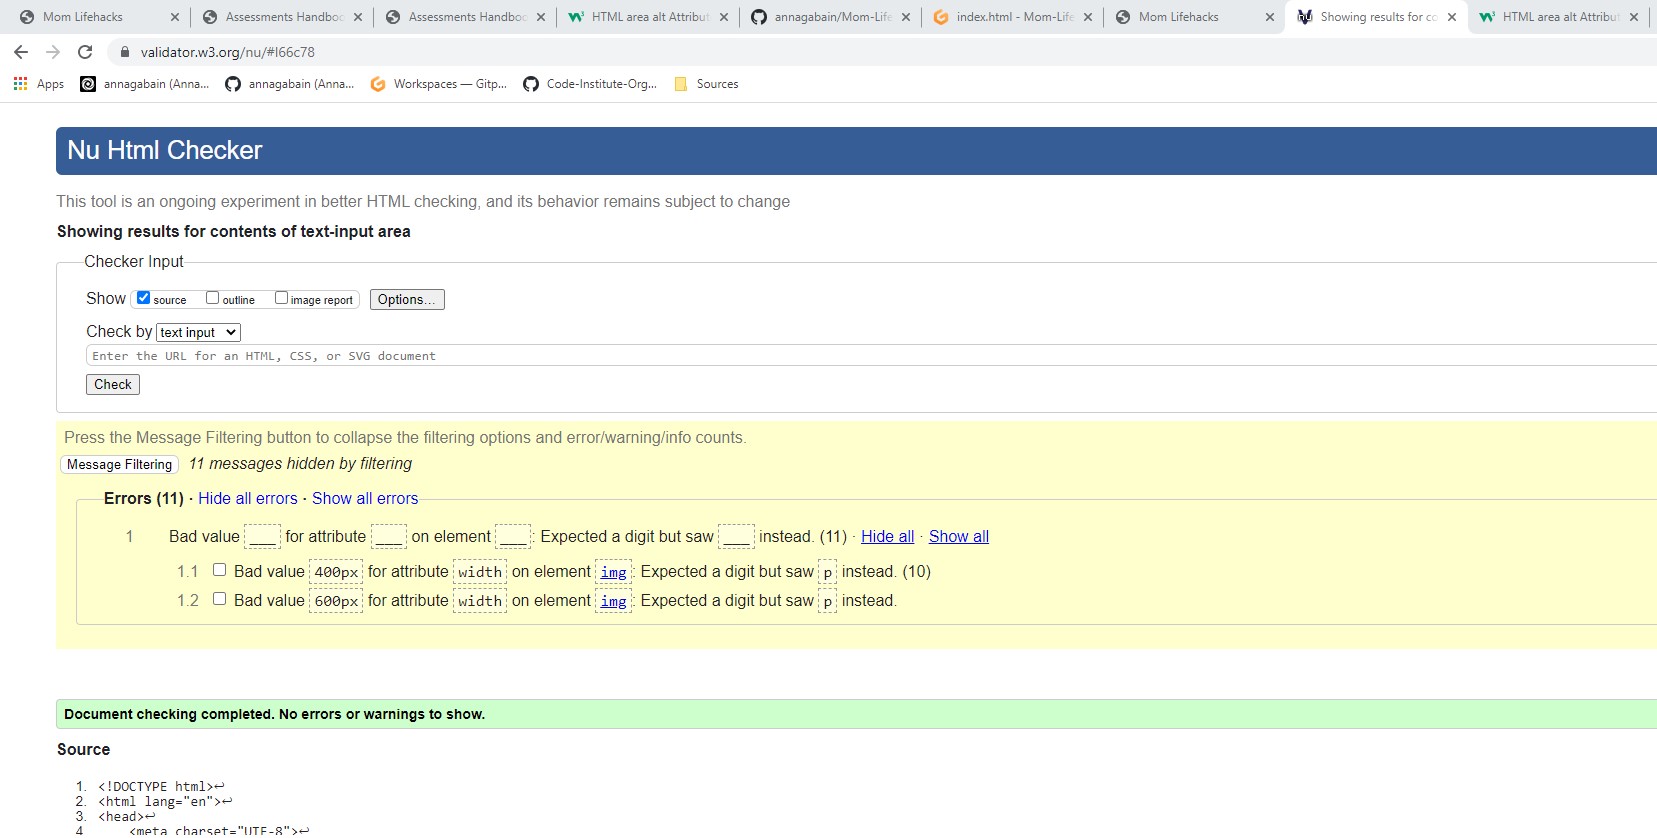 Mom Lifehacks
Assessments Handboo
Assessments Handboo
HTML area alt Attribut
annagabain/Mom-Life
index.html - Mom-Life
Mom Lifehacks
Showing results for co
HTML area alt Attribut
validator.w3.org/nu/#l66c78
Apps
annagabain (Anna...
annagabain (Anna...
Workspaces — Gitp...
Code-Institute-Org...
Sources
Nu Html Checker
This tool is an ongoing experiment in better HTML checking, and its behavior remains subject to change
Showing results for contents of text-input area
Checker Input
Show source outline image report Options...
Check by text input
Enter the URL for an HTML, CSS, or SVG document
Check
Press the Message Filtering button to collapse the filtering options and error/warning/info counts.
Message Filtering 11 messages hidden by filtering
Errors (11) · Hide all errors · Show all errors
1 Bad value ___ for attribute ___ on element ___: Expected a digit but saw ___ instead. (11) · Hide all · Show all
1.1 Bad value 400px for attribute width on element img: Expected a digit but saw p instead. (10)
1.2 Bad value 600px for attribute width on element img: Expected a digit but saw p instead.
Document checking completed. No errors or warnings to show.
Source
1. <!DOCTYPE html>↩
2. <html lang="en">↩
3. <head>↩
4 <meta charset="UTF-8">↩